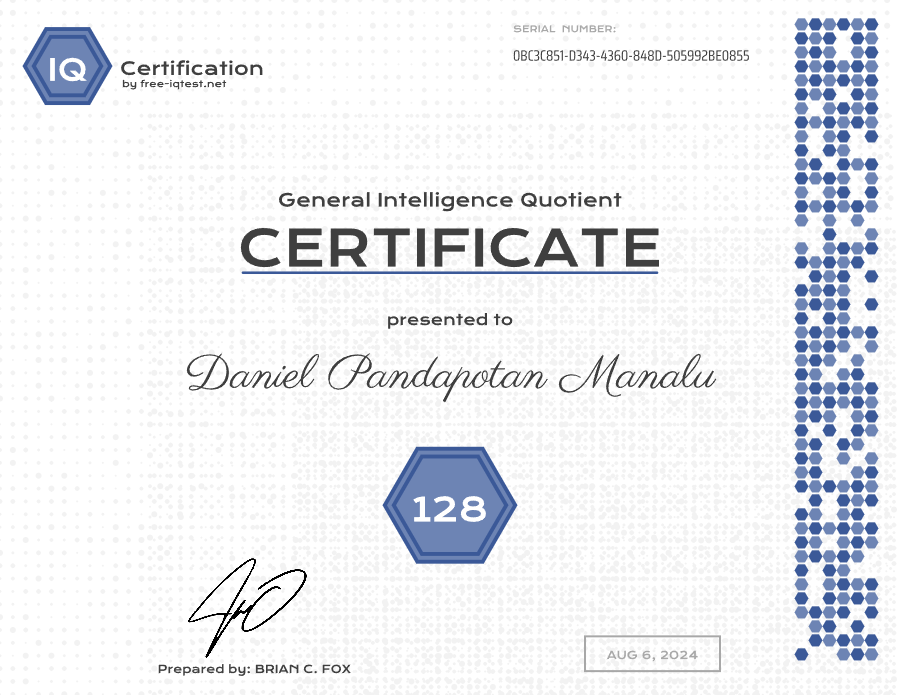 IQ
Certification
by free-iqtest.net
SERIAL NUMBER:
0BC3C851-D343-4360-848D-505992BE0855
General Intelligence Quotient
CERTIFICATE
presented to
Daniel Pandapotan Manalu
128
Prepared by: BRIAN C. FOX
AUG 6, 2024